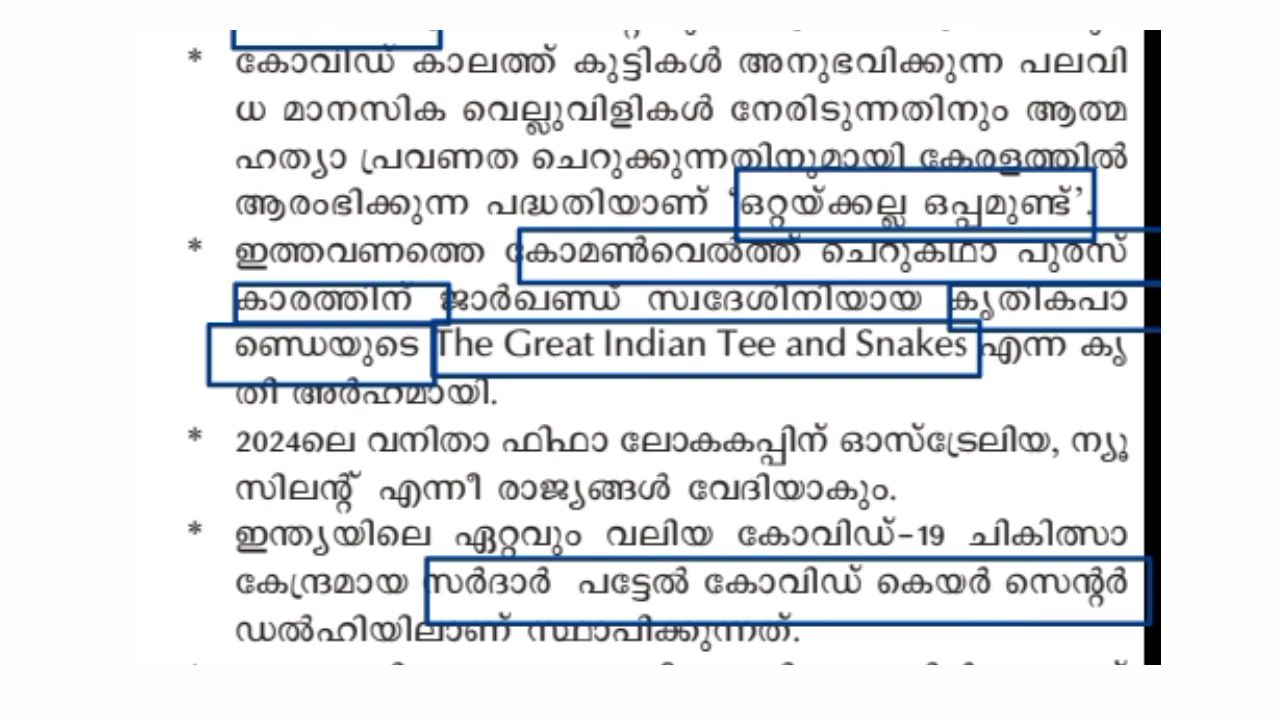 * കോവിഡ് കാലത്ത് കുട്ടികൾ അനുഭവിക്കുന്ന പലവി
ധ മാനസിക വെല്ലുവിളികൾ നേരിടുന്നതിനും ആത്മ
ഹത്യാ പ്രവണത ചെറുക്കുന്നതിനുമായി കേരളത്തിൽ
ആരംഭിക്കുന്ന പദ്ധതിയാണ് ‘ഒറ്റയ്ക്കല്ല ഒപ്പമുണ്ട്’.
* ഇത്തവണത്തെ കോമൺവെൽത്ത് ചെറുകഥാ പുരസ്
കാരത്തിന് ജാർഖണ്ഡ് സ്വദേശിനിയായ കൃതികപാ
ണ്ഡെയുടെ The Great Indian Tee and Snakes എന്ന കൃ
തി അർഹമായി.
* 2024ലെ വനിതാ ഫിഫാ ലോകകപ്പിന് ഓസ്ട്രേലിയ, ന്യൂ
സിലന്റ് എന്നീ രാജ്യങ്ങൾ വേദിയാകും.
* ഇന്ത്യയിലെ ഏറ്റവും വലിയ കോവിഡ്-19 ചികിത്സാ
കേന്ദ്രമായ സർദാർ പട്ടേൽ കോവിഡ് കെയർ സെന്റർ
ഡൽഹിയിലാണ് സ്ഥാപിക്കുന്നത്.